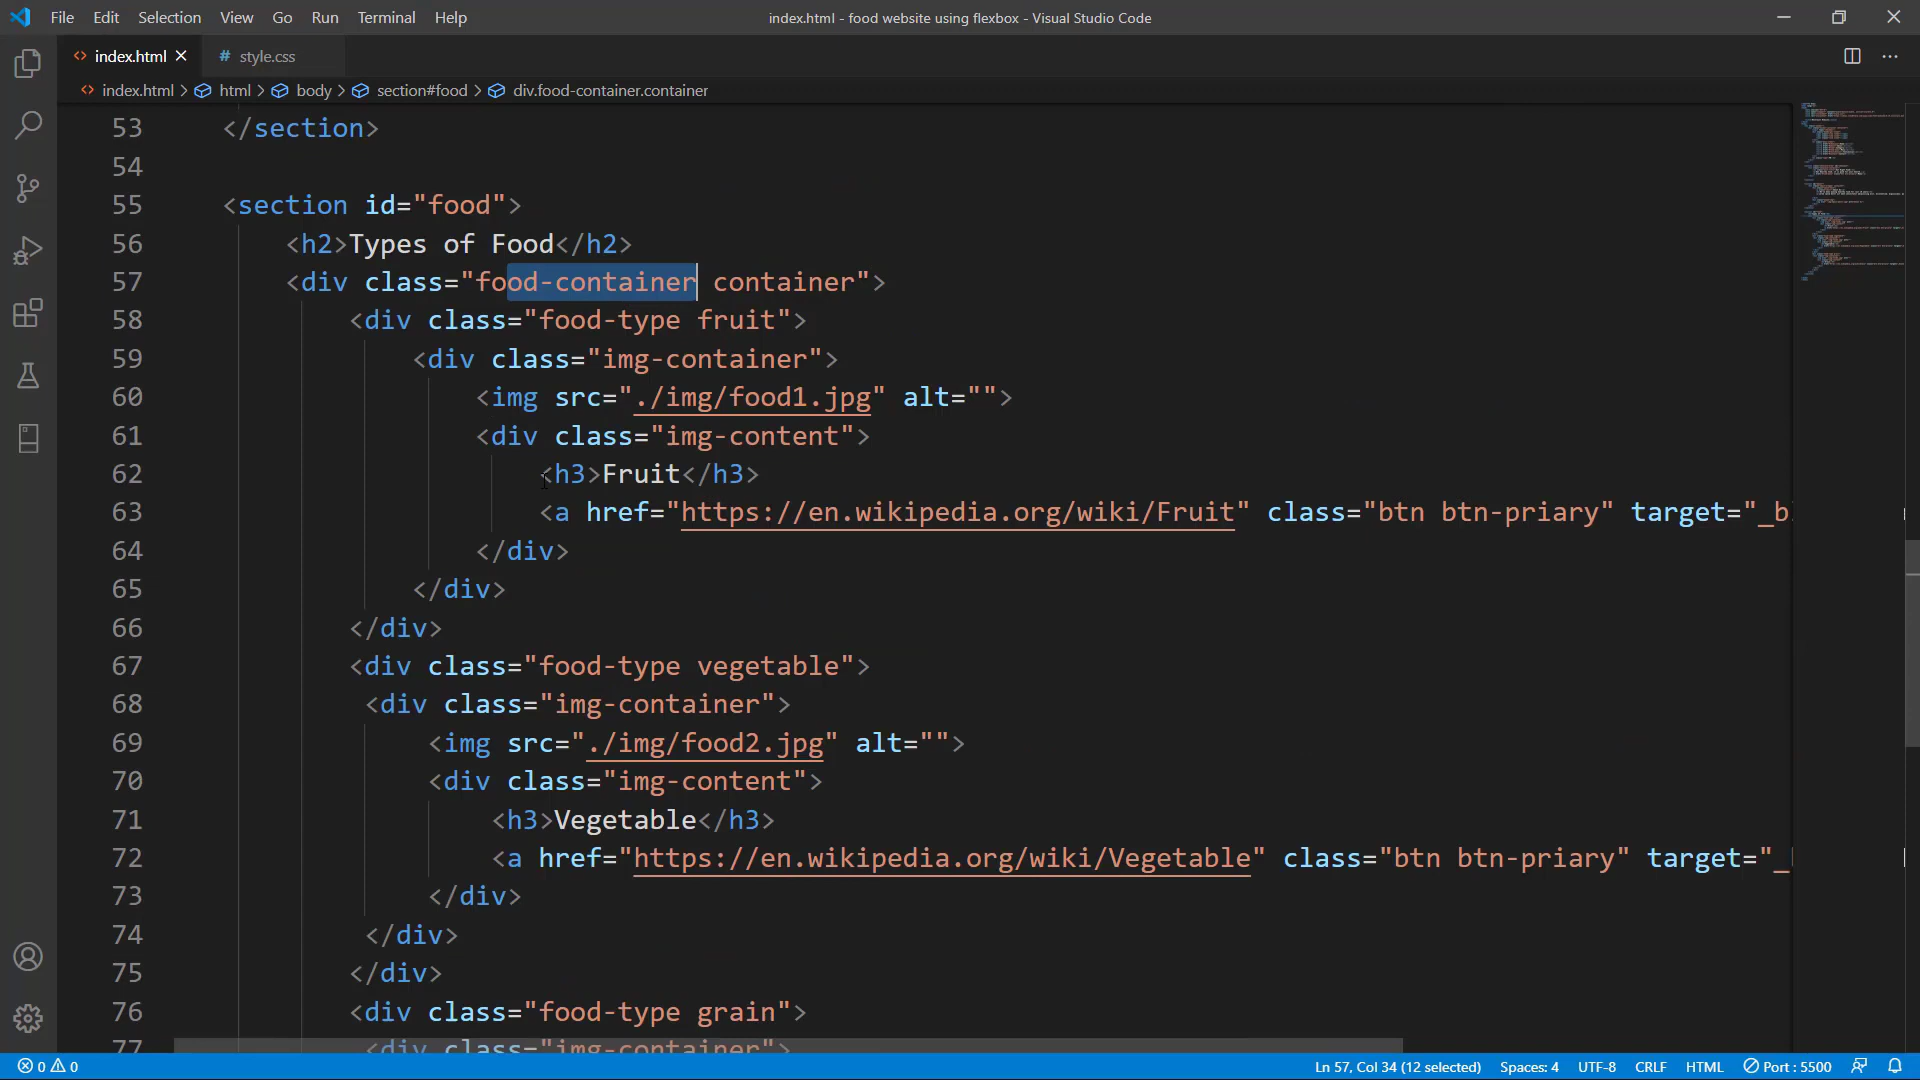 File Edit Selection View Go Run Terminal Help
index.html - food website using flexbox - Visual Studio Code
index.html
style.css
index.html > html > body > section#food > div.food-container.container
53 </section>
54
55 <section id="food">
56 <h2>Types of Food</h2>
57 <div class="food-container container">
58 <div class="food-type fruit">
59 <div class="img-container">
60 <img src="./img/food1.jpg" alt="">
61 <div class="img-content">
62 <h3>Fruit</h3>
63 <a href="https://en.wikipedia.org/wiki/Fruit" class="btn btn-priary" target="_b
64 </div>
65 </div>
66 </div>
67 <div class="food-type vegetable">
68 <div class="img-container">
69 <img src="./img/food2.jpg" alt="">
70 <div class="img-content">
71 <h3>Vegetable</h3>
72 <a href="https://en.wikipedia.org/wiki/Vegetable" class="btn btn-priary" target="_
73 </div>
74 </div>
75 </div>
76 <div class="food-type grain">
77 <div class="img-container">
0 0 Ln 57, Col 34 (12 selected) Spaces: 4 UTF-8 CRLF HTML Port : 5500